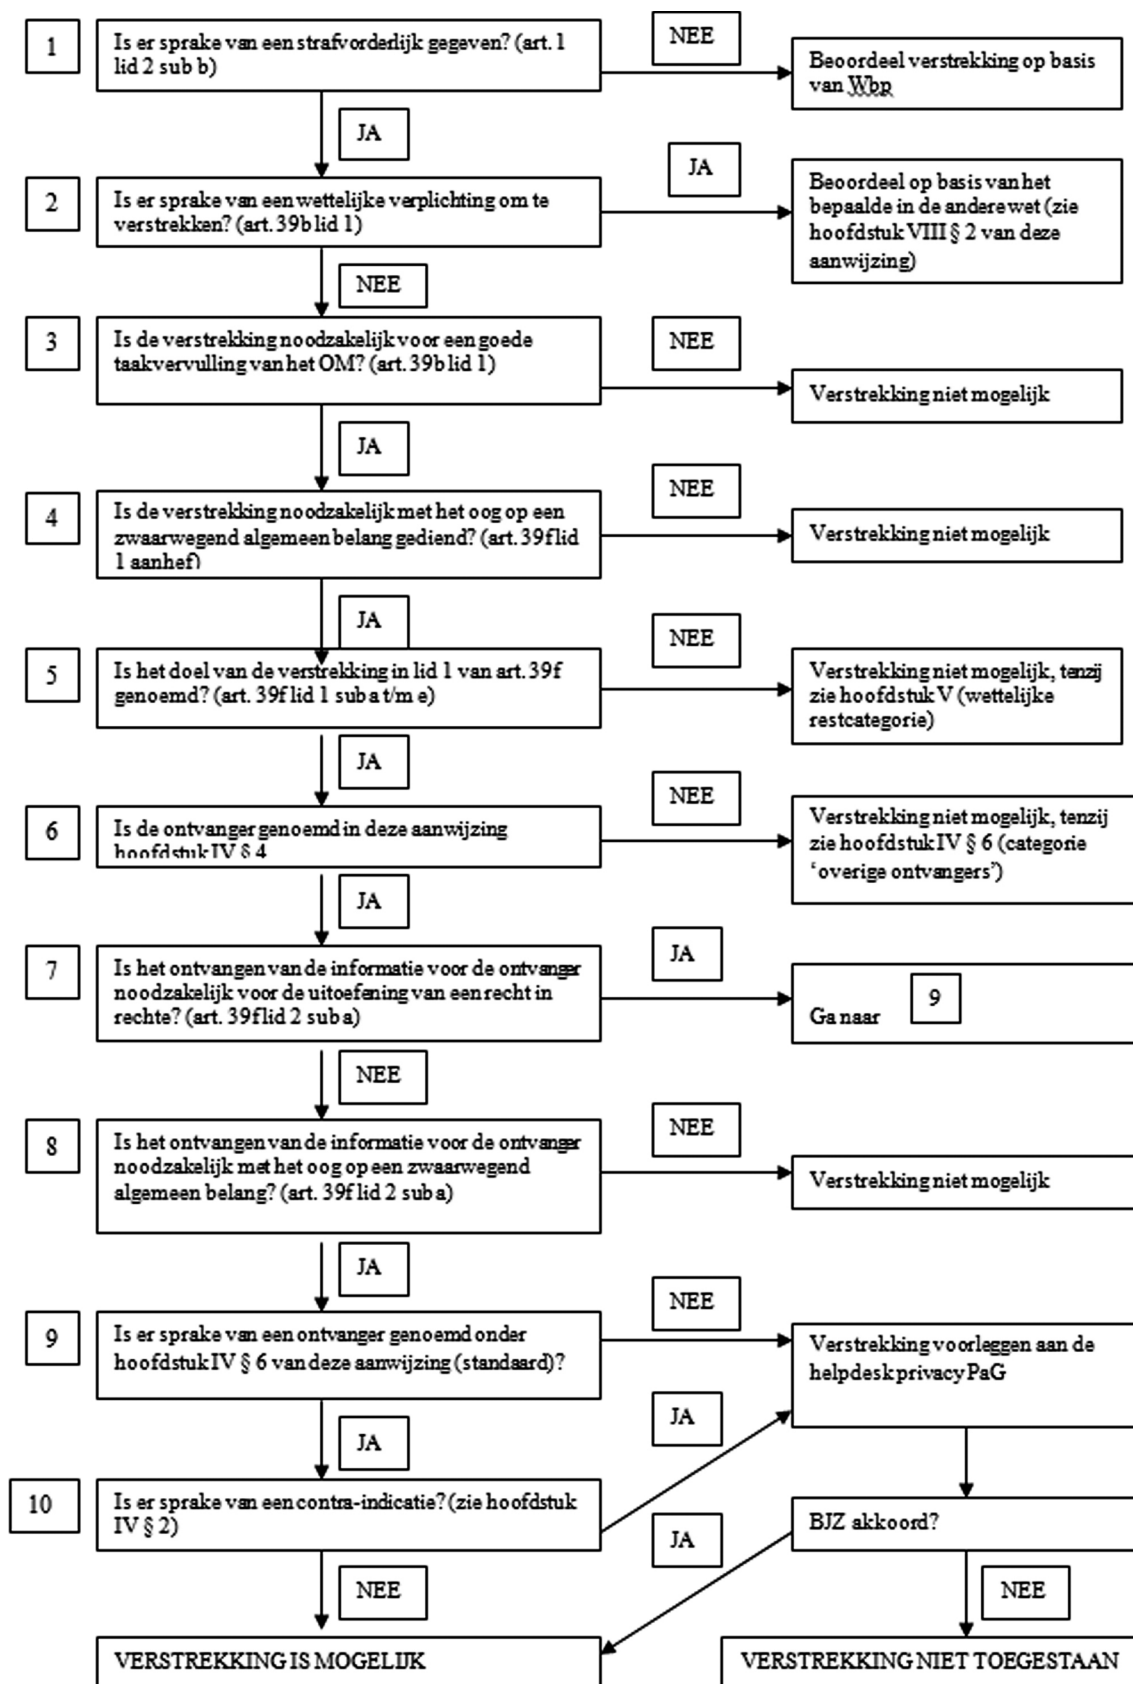 1
Is er sprake van een strafvorderlijk gegeven? (art. 1
lid 2 sub b)
NEE
Beoordeel verstrekking op basis
van Wbp
JA
2
Is er sprake van een wettelijke verplichting om te
verstrekken? (art. 39b lid 1)
JA
Beoordeel op basis van het
bepaalde in de andere wet (zie
hoofdstuk VIII § 2 van deze
aanwijzing)
NEE
3
Is de verstrekking noodzakelijk voor een goede
taakvervulling van het OM? (art. 39b lid 1)
NEE
Verstrekking niet mogelijk
JA
4
Is de verstrekking noodzakelijk met het oog op een
zwaarwegend algemeen belang gediend? (art. 39f lid
1 aanhef)
NEE
Verstrekking niet mogelijk
JA
5
Is het doel van de verstrekking in lid 1 van art. 39f
genoemd? (art. 39f lid 1 sub a t/m e)
NEE
Verstrekking niet mogelijk, tenzij
zie hoofdstuk V (wettelijke
restcategorie)
JA
6
Is de ontvanger genoemd in deze aanwijzing
hoofdstuk IV § 4
NEE
Verstrekking niet mogelijk, tenzij
zie hoofdstuk IV § 6 (categorie
‘overige ontvangers’)
JA
7
Is het ontvangen van de informatie voor de ontvanger
noodzakelijk voor de uitoefening van een recht in
rechte? (art. 39f lid 2 sub a)
JA
Ga naar 9
NEE
8
Is het ontvangen van de informatie voor de ontvanger
noodzakelijk met het oog op een zwaarwegend
algemeen belang? (art. 39f lid 2 sub a)
NEE
Verstrekking niet mogelijk
JA
9
Is er sprake van een ontvanger genoemd onder
hoofdstuk IV § 6 van deze aanwijzing (standaard)?
NEE
Verstrekking voorleggen aan de
helpdesk privacy PaG
JA
JA
10
Is er sprake van een contra-indicatie? (zie hoofdstuk
IV § 2)
JA
BJZ akkoord?
NEE
NEE
VERSTREKKING IS MOGELIJK
VERSTREKKING NIET TOEGESTAAN